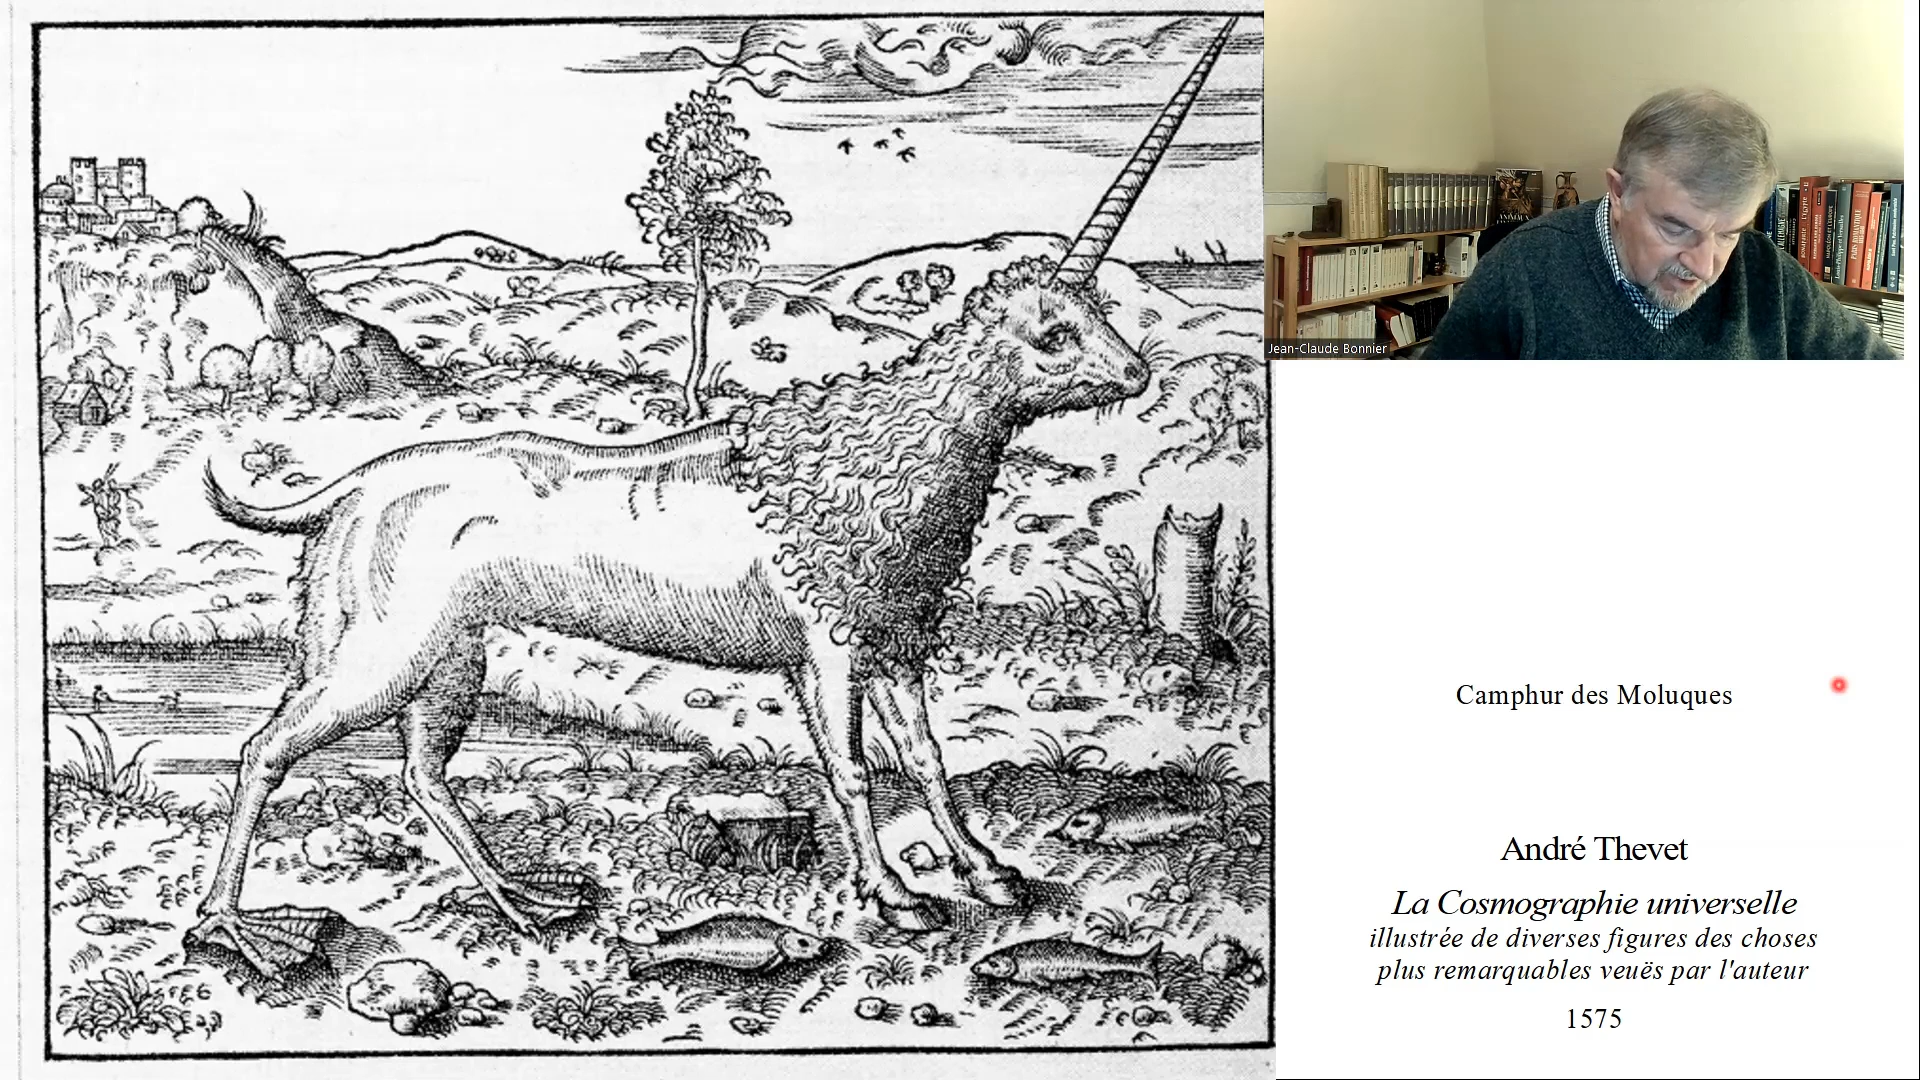 Jean-Claude Bonnier
Camphur des Moluques
André Thevet
La Cosmographie universelle
illustrée de diverses figures des choses
plus remarquables veuës par l'auteur
1575